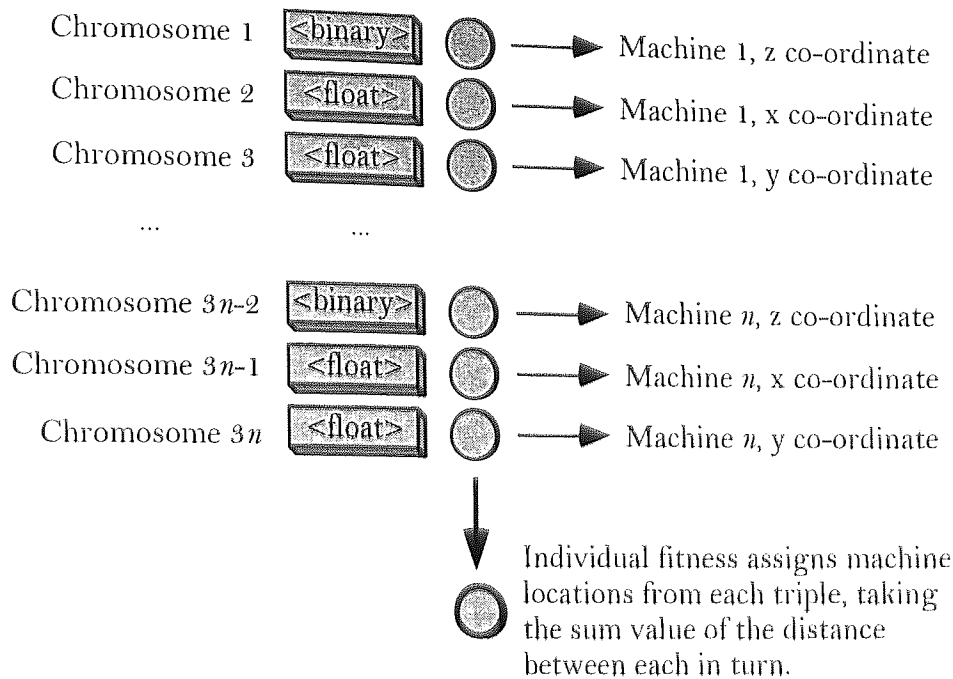 Chromosome 1 <binary> Machine 1, z co-ordinate
Chromosome 2 <float> Machine 1, x co-ordinate
Chromosome 3 <float> Machine 1, y co-ordinate
... ...
Chromosome 3n-2 <binary> Machine n, z co-ordinate
Chromosome 3n-1 <float> Machine n, x co-ordinate
Chromosome 3n <float> Machine n, y co-ordinate
Individual fitness assigns machine
locations from each triple, taking
the sum value of the distance
between each in turn.